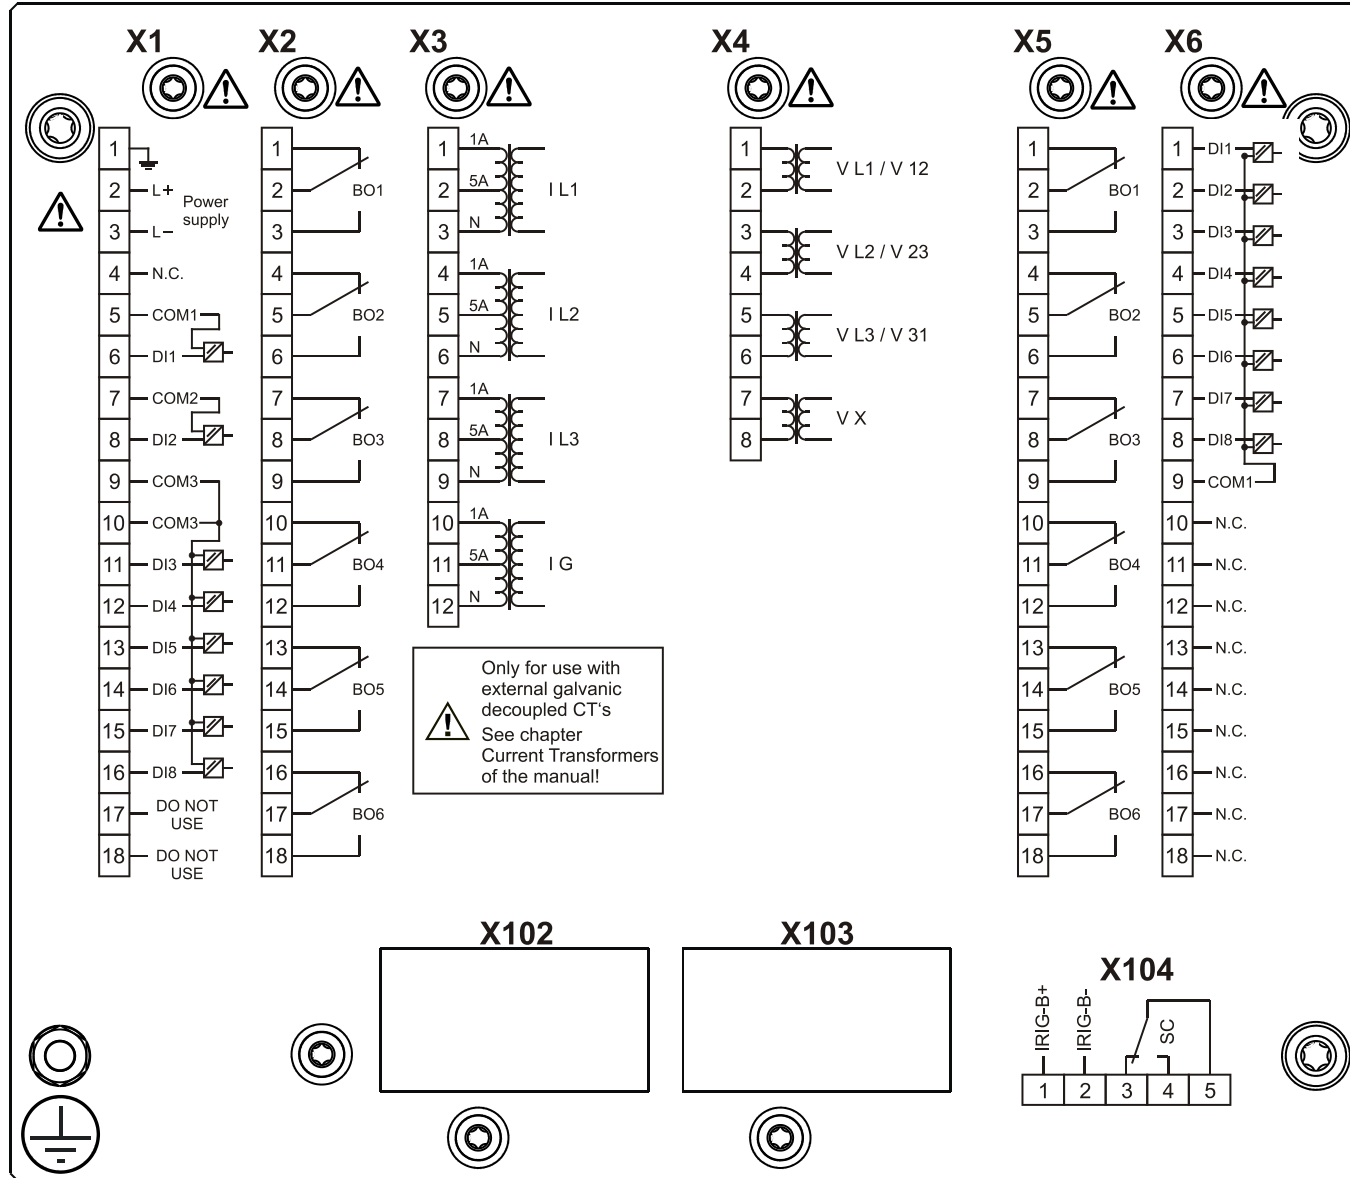 X1
1
2 L+ Power
3 L– supply
4 N.C.
5 COM1
6 DI1
7 COM2
8 DI2
9 COM3
10 COM3
11 DI3
12 DI4
13 DI5
14 DI6
15 DI7
16 DI8
17 DO NOT
USE
18 DO NOT
USE
X2
1
2 BO1
3
4
5 BO2
6
7
8 BO3
9
10
11 BO4
12
13
14 BO5
15
16
17 BO6
18
X3
1 1A
2 5A I L1
3 N
4 1A
5 5A I L2
6 N
7 1A
8 5A I L3
9 N
10 1A
11 5A I G
12 N
Only for use with
external galvanic
decoupled CT‘s
See chapter
Current Transformers
of the manual!
X4
1
V L1 / V 12
2
3
V L2 / V 23
4
5
V L3 / V 31
6
7
V X
8
X5
1
2 BO1
3
4
5 BO2
6
7
8 BO3
9
10
11 BO4
12
13
14 BO5
15
16
17 BO6
18
X6
1 DI1
2 DI2
3 DI3
4 DI4
5 DI5
6 DI6
7 DI7
8 DI8
9 COM1
10 N.C.
11 N.C.
12 N.C.
13 N.C.
14 N.C.
15 N.C.
16 N.C.
17 N.C.
18 N.C.
X102
X103
X104
IRIG-B+
IRIG-B-
SC
1 2 3 4 5